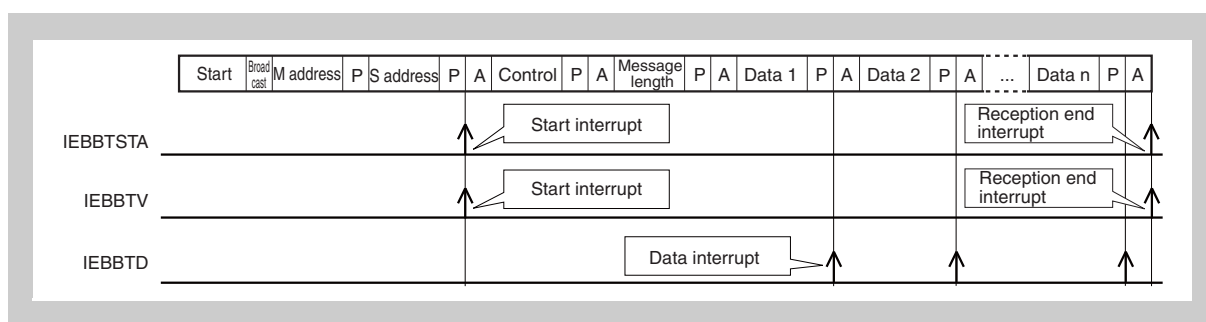 Start Broad cast M address P S address P A Control P A Message length P A Data 1 P A Data 2 P A ... Data n P A
IEBBTSTA
Start interrupt
Reception end
interrupt
IEBBTV
Start interrupt
Reception end
interrupt
IEBBTD
Data interrupt